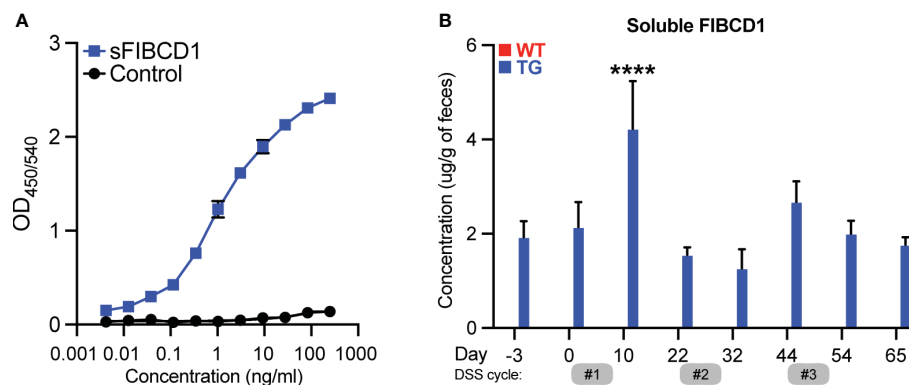 A
sFIBCD1
Control
3
2
1
0
OD450/540
0.001 0.01 0.1 1 10 100 1000
Concentration (ng/ml)
B
Soluble FIBCD1
WT
TG
****
6
4
2
0
Concentration (ug/g of feces)
Day -3 0 10 22 32 44 54 65
DSS cycle: #1 #2 #3